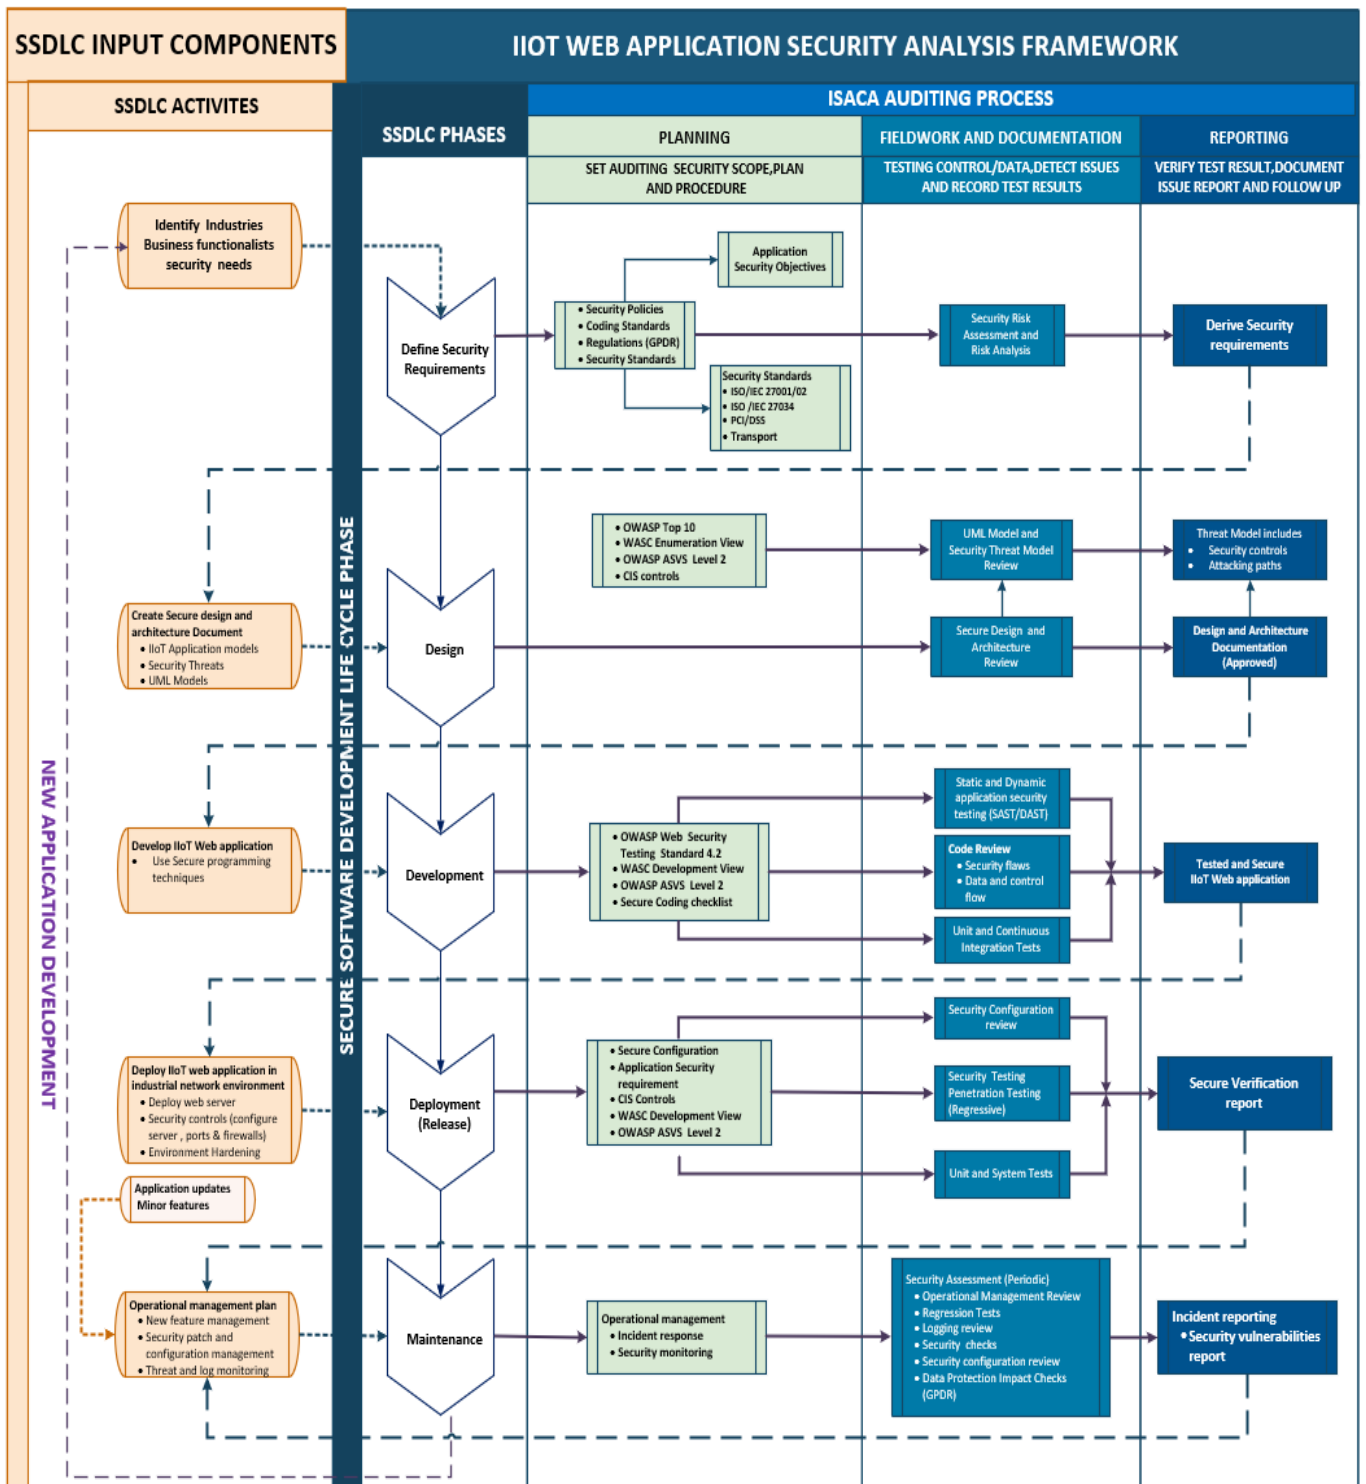 SSDLC INPUT COMPONENTS
IIOT WEB APPLICATION SECURITY ANALYSIS FRAMEWORK
SSDLC ACTIVITES
SSDLC PHASES
ISACA AUDITING PROCESS
PLANNING
FIELDWORK AND DOCUMENTATION
REPORTING
SET AUDITING SECURITY SCOPE,PLAN
AND PROCEDURE
TESTING CONTROL/DATA,DETECT ISSUES
AND RECORD TEST RESULTS
VERIFY TEST RESULT,DOCUMENT
ISSUE REPORT AND FOLLOW UP
NEW APPLICATION DEVELOPMENT
SECURE SOFTWARE DEVELOPMENT LIFE CYCLE PHASE
Identify Industries
Business functionalists
security needs
Define Security
Requirements
Application
Security Objectives
• Security Policies
• Coding Standards
• Regulations (GPDR)
• Security Standards
Security Standards
• ISO/IEC 27001/02
• ISO /IEC 27034
• PCI/DSS
• Transport
Security Risk
Assessment and
Risk Analysis
Derive Security
requirements
Create Secure design and
architecture Document
• IIoT Application models
• Security Threats
• UML Models
Design
• OWASP Top 10
• WASC Enumeration View
• OWASP ASVS Level 2
• CIS controls
UML Model and
Security Threat Model
Review
Threat Model includes
• Security controls
• Attacking paths
Secure Design and
Architecture
Review
Design and Architecture
Documentation
(Approved)
Develop IIoT Web application
• Use Secure programming
techniques
Development
• OWASP Web Security
Testing Standard 4.2
• WASC Development View
• OWASP ASVS Level 2
• Secure Coding checklist
Static and Dynamic
application security
testing (SAST/DAST)
Code Review
• Security flaws
• Data and control
flow
Unit and Continuous
Integration Tests
Tested and Secure
IIoT Web application
Deploy IIoT web application in
industrial network environment
• Deploy web server
• Security controls (configure
server , ports & firewalls)
• Environment Hardening
Deployment
(Release)
• Secure Configuration
• Application Security
requirement
• CIS Controls
• WASC Development View
• OWASP ASVS Level 2
Security Configuration
review
Security Testing
Penetration Testing
(Regressive)
Unit and System Tests
Secure Verification
report
Application updates
Minor features
Operational management plan
• New feature management
• Security patch and
configuration management
• Threat and log monitoring
Maintenance
Operational management
• Incident response
• Security monitoring
Security Assessment (Periodic)
• Operational Management Review
• Regression Tests
• Logging review
• Security checks
• Security configuration review
• Data Protection Impact Checks
(GPDR)
Incident reporting
• Security vulnerabilities
report